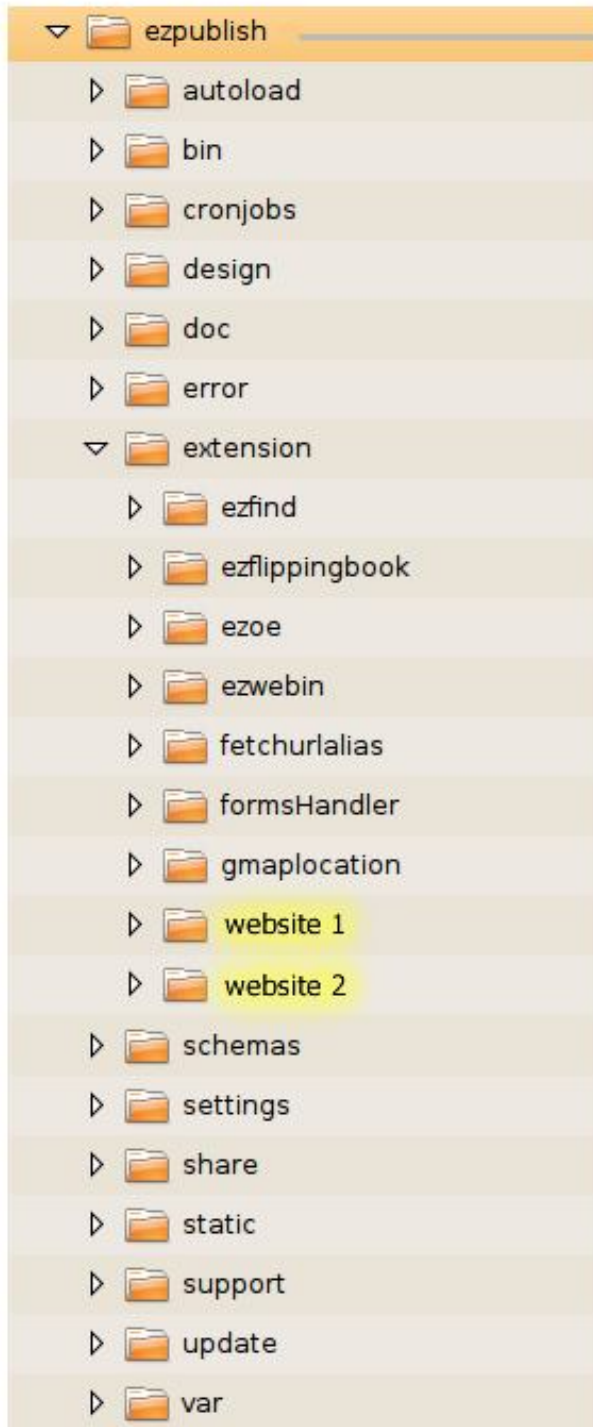 ezpublish
autoload
bin
cronjobs
design
doc
error
extension
ezfind
ezflippingbook
ezoe
ezwebin
fetchurlalias
formsHandler
gmaplocation
website 1
website 2
schemas
settings
share
static
support
update
var